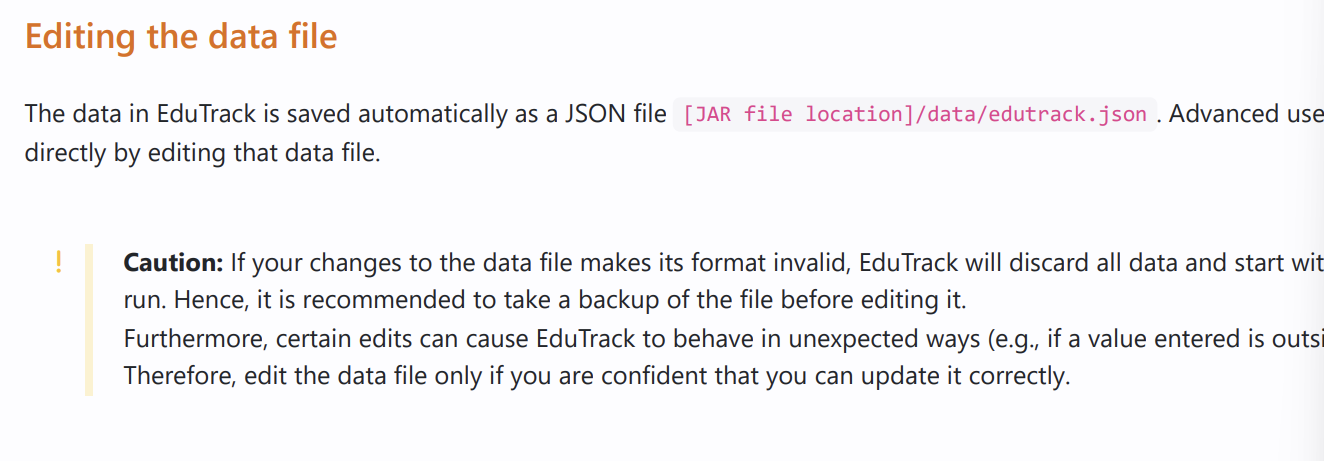 Editing the data file
The data in EduTrack is saved automatically as a JSON file [JAR file location]/data/edutrack.json. Advanced
directly by editing that data file.
! Caution: If your changes to the data file makes its format invalid, EduTrack will discard all data and start
run. Hence, it is recommended to take a backup of the file before editing it.
Furthermore, certain edits can cause EduTrack to behave in unexpected ways (e.g., if a value entered is
Therefore, edit the data file only if you are confident that you can update it correctly.